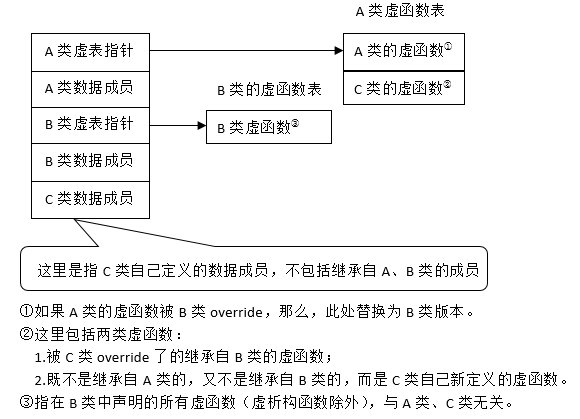 A 类虚函数表
A 类虚表指针
A 类的虚函数①
A 类数据成员
B 类的虚函数表
C 类的虚函数②
B 类虚表指针
B 类虚函数③
B 类数据成员
C 类数据成员
这里是指 C 类自己定义的数据成员，不包括继承自 A、B 类的成员
①如果 A 类的虚函数被 B 类 override，那么，此处替换为 B 类版本。
②这里包括两类虚函数：
1.被 C 类 override 了的继承自 B 类的虚函数；
2.既不是继承自 A 类的，又不是继承自 B 类的，而是 C 类自己新定义的虚函数。
③指在 B 类中声明的所有虚函数（虚折构函数除外），与 A 类、C 类无关。